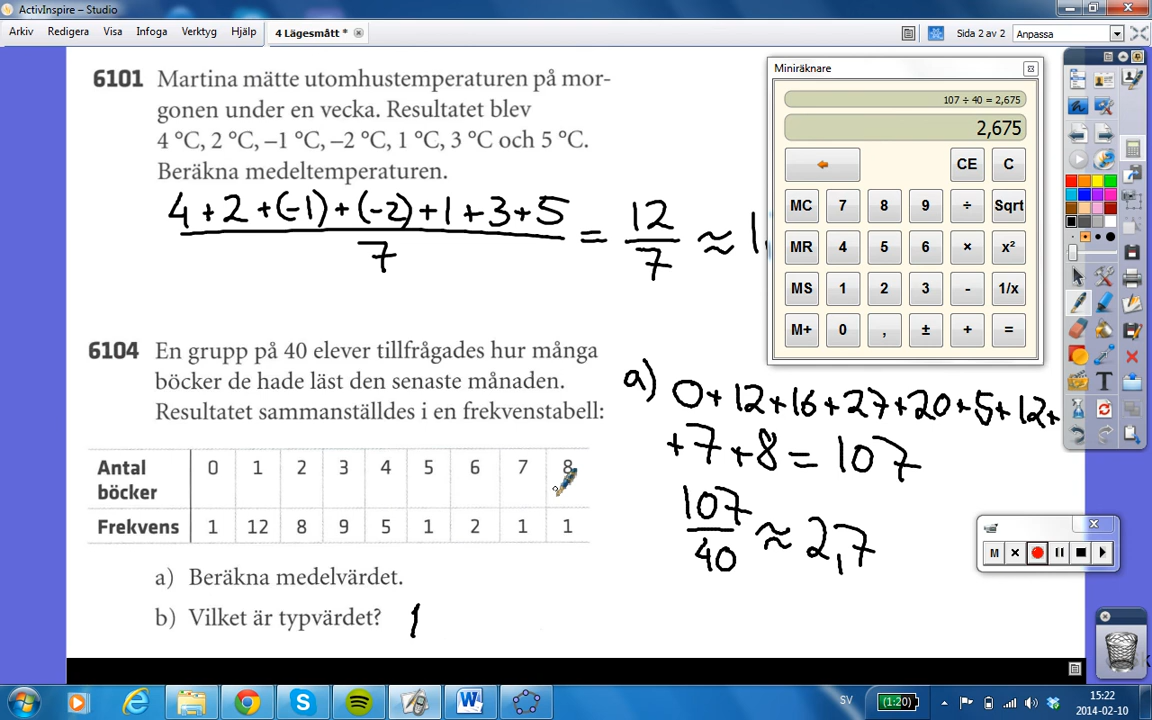 ActivInspire – Studio
Arkiv Redigera Visa Infoga Verktyg Hjälp 4 Lägesmått * Sida 2 av 2 Anpassa
6101 Martina mätte utomhustemperaturen på mor-
gonen under en vecka. Resultatet blev
4 °C, 2 °C, –1 °C, –2 °C, 1 °C, 3 °C och 5 °C.
Beräkna medeltemperaturen.
4+2+(-1)+(-2)+1+3+5
7
= 12/7 ≈ 1
Miniräknare
107 ÷ 40 = 2,675
2,675
CE C
MC 7 8 9 ÷ Sqrt
MR 4 5 6 × x²
MS 1 2 3 - 1/x
M+ 0 , ± + =
6104 En grupp på 40 elever tillfrågades hur många
böcker de hade läst den senaste månaden.
Resultatet sammanställdes i en frekvenstabell:
Antal 0 1 2 3 4 5 6 7 8
böcker
Frekvens 1 12 8 9 5 1 2 1 1
a) Beräkna medelvärdet.
b) Vilket är typvärdet? 1
a) 0+12+16+27+20+5+12+
+7+8=107
107/40 ≈ 2,7
M
T
SV (1:20) 15:22
2014-02-10